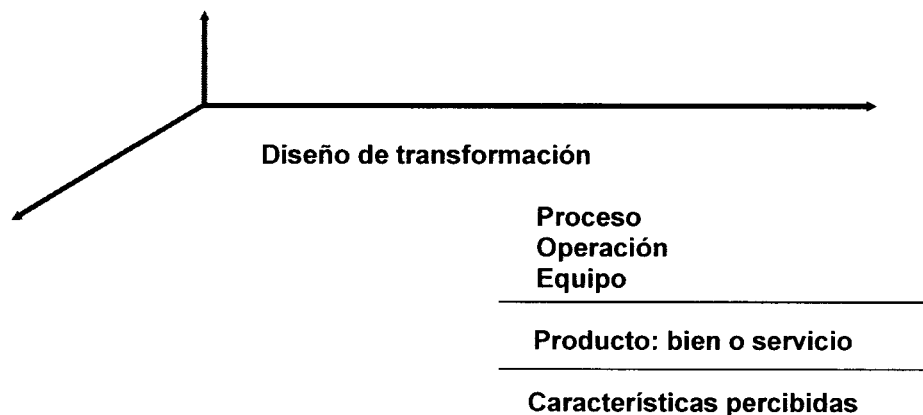 Diseño de transformación
Proceso
Operación
Equipo
Producto: bien o servicio
Características percibidas